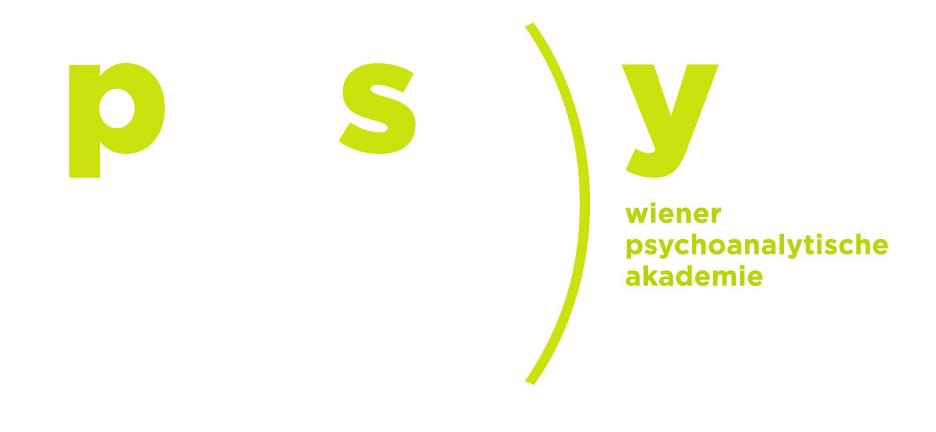 p s ) y
wiener
psychoanalytische
akademie